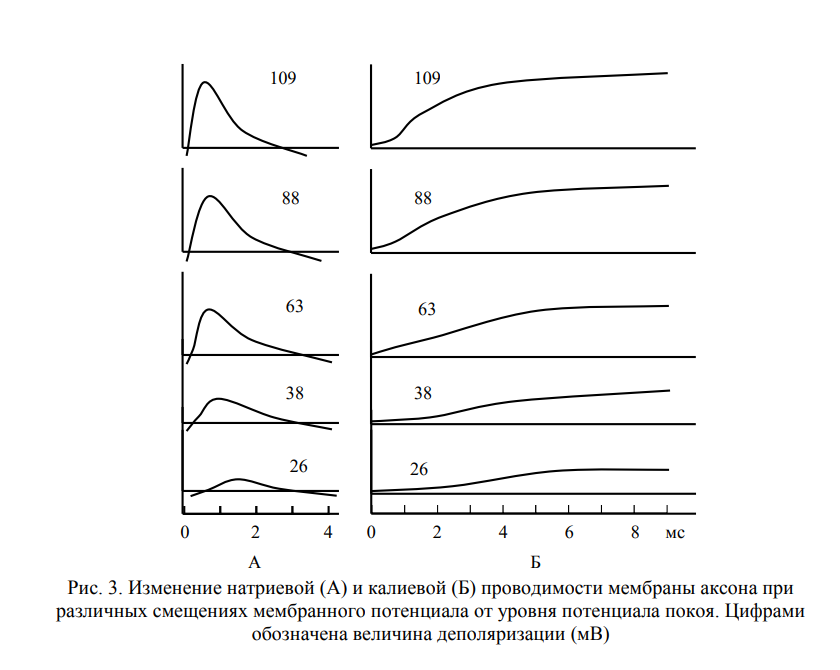 109 109
88 88
63 63
38 38
26 26
0 2 4 0 2 4 6 8 мс
А Б
Рис. 3. Изменение натриевой (А) и калиевой (Б) проводимости мембраны аксона при
различных смещениях мембранного потенциала от уровня потенциала покоя. Цифрами
обозначена величина деполяризации (мВ)